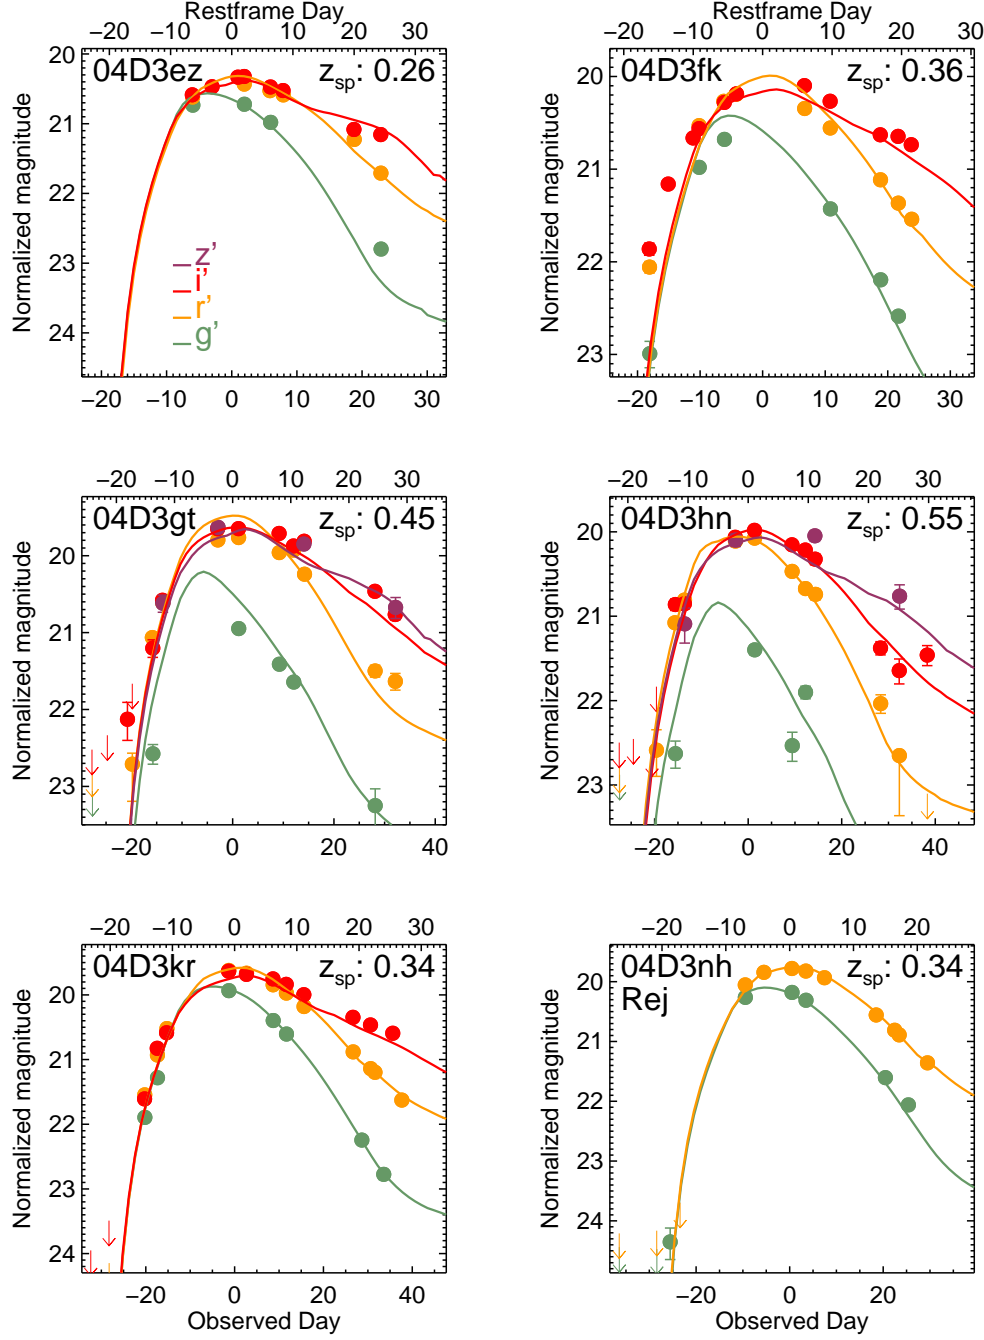 Restframe Day
Restframe Day
−20 −10 0 10 20 30
−20 −10 0 10 20 30
04D3ez
z_sp: 0.26
20
21
22
23
24
Normalized magnitude
z’
i’
r’
g’
−20 −10 0 10 20 30
04D3fk
z_sp: 0.36
20
21
22
23
Normalized magnitude
−20 −10 0 10 20 30
−20 −10 0 10 20 30
04D3gt
z_sp: 0.45
20
21
22
23
Normalized magnitude
−20 0 20 40
−20 −10 0 10 20 30
04D3hn
z_sp: 0.55
20
21
22
23
Normalized magnitude
−20 0 20 40
−20 −10 0 10 20 30
04D3kr
z_sp: 0.34
20
21
22
23
24
Normalized magnitude
−20 0 20 40
Observed Day
−20 −10 0 10 20
04D3nh
z_sp: 0.34
Rej
20
21
22
23
24
Normalized magnitude
−20 0 20
Observed Day